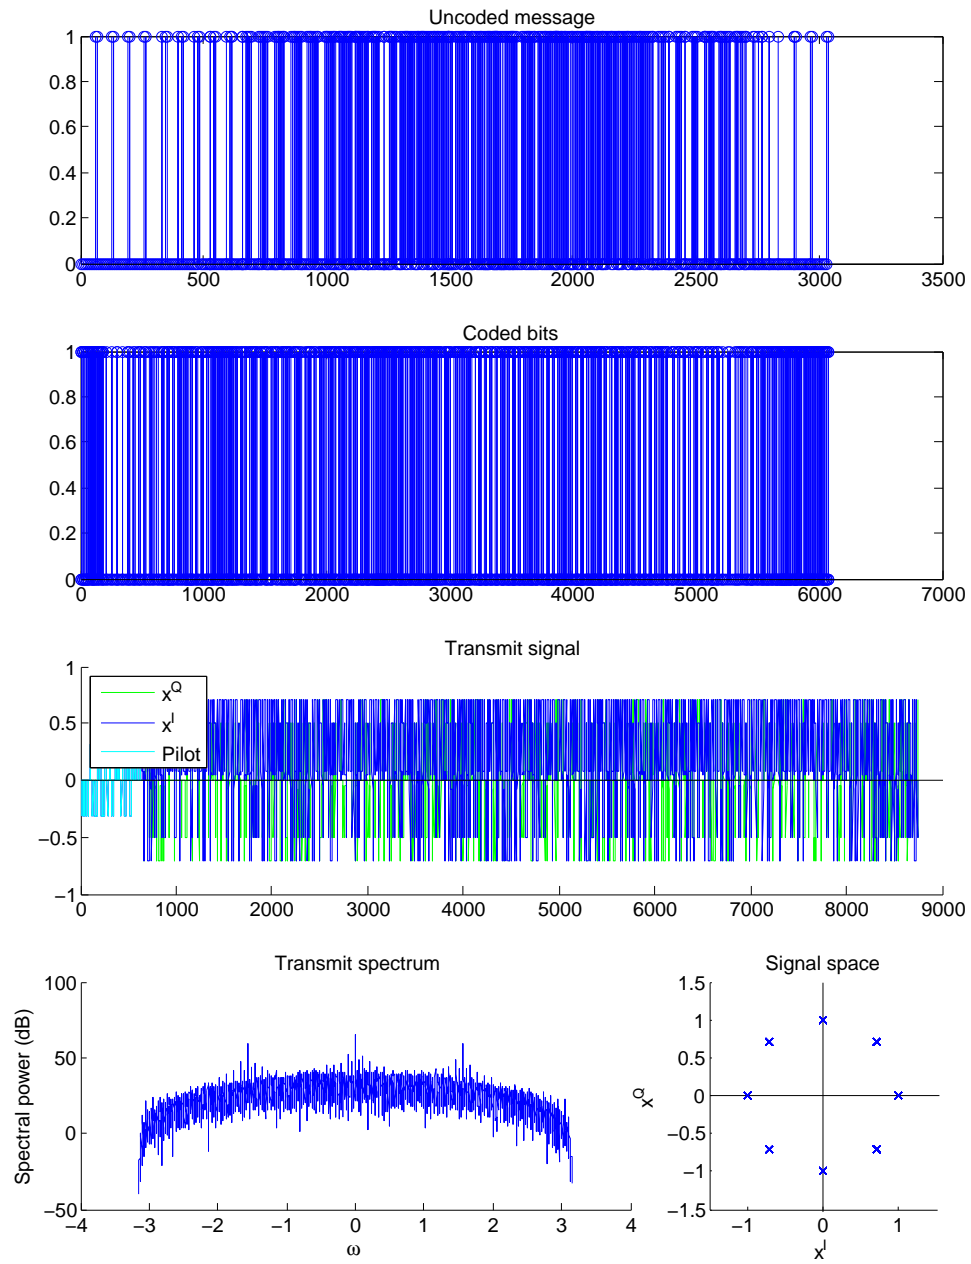 Uncoded message
1
0.8
0.6
0.4
0.2
0
0 500 1000 1500 2000 2500 3000 3500
Coded bits
1
0.8
0.6
0.4
0.2
0
0 1000 2000 3000 4000 5000 6000 7000
Transmit signal
1
0.5
0
−0.5
−1
x^Q
x^I
Pilot
0 1000 2000 3000 4000 5000 6000 7000 8000 9000
Transmit spectrum
Spectral power (dB)
100
50
0
−50
−4 −3 −2 −1 0 1 2 3 4
ω
Signal space
x^Q
1.5
1
0.5
0
−0.5
−1
−1.5
−1 0 1
x^I